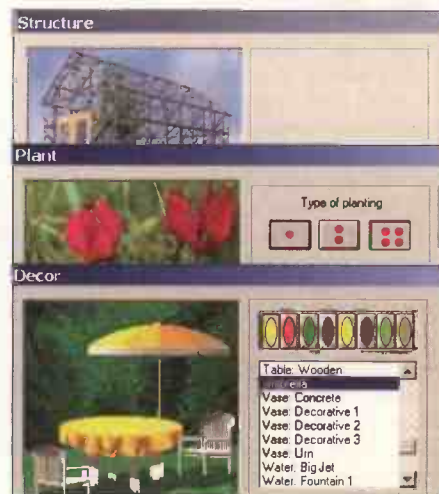 Structure
Plant
Type of planting
Decor
Table: Wooden
Umbrella
Vase: Concrete
Vase: Decorative 1
Vase: Decorative 2
Vase: Decorative 3
Vase: Urn
Water: Big Jet
Water: Fountain 1